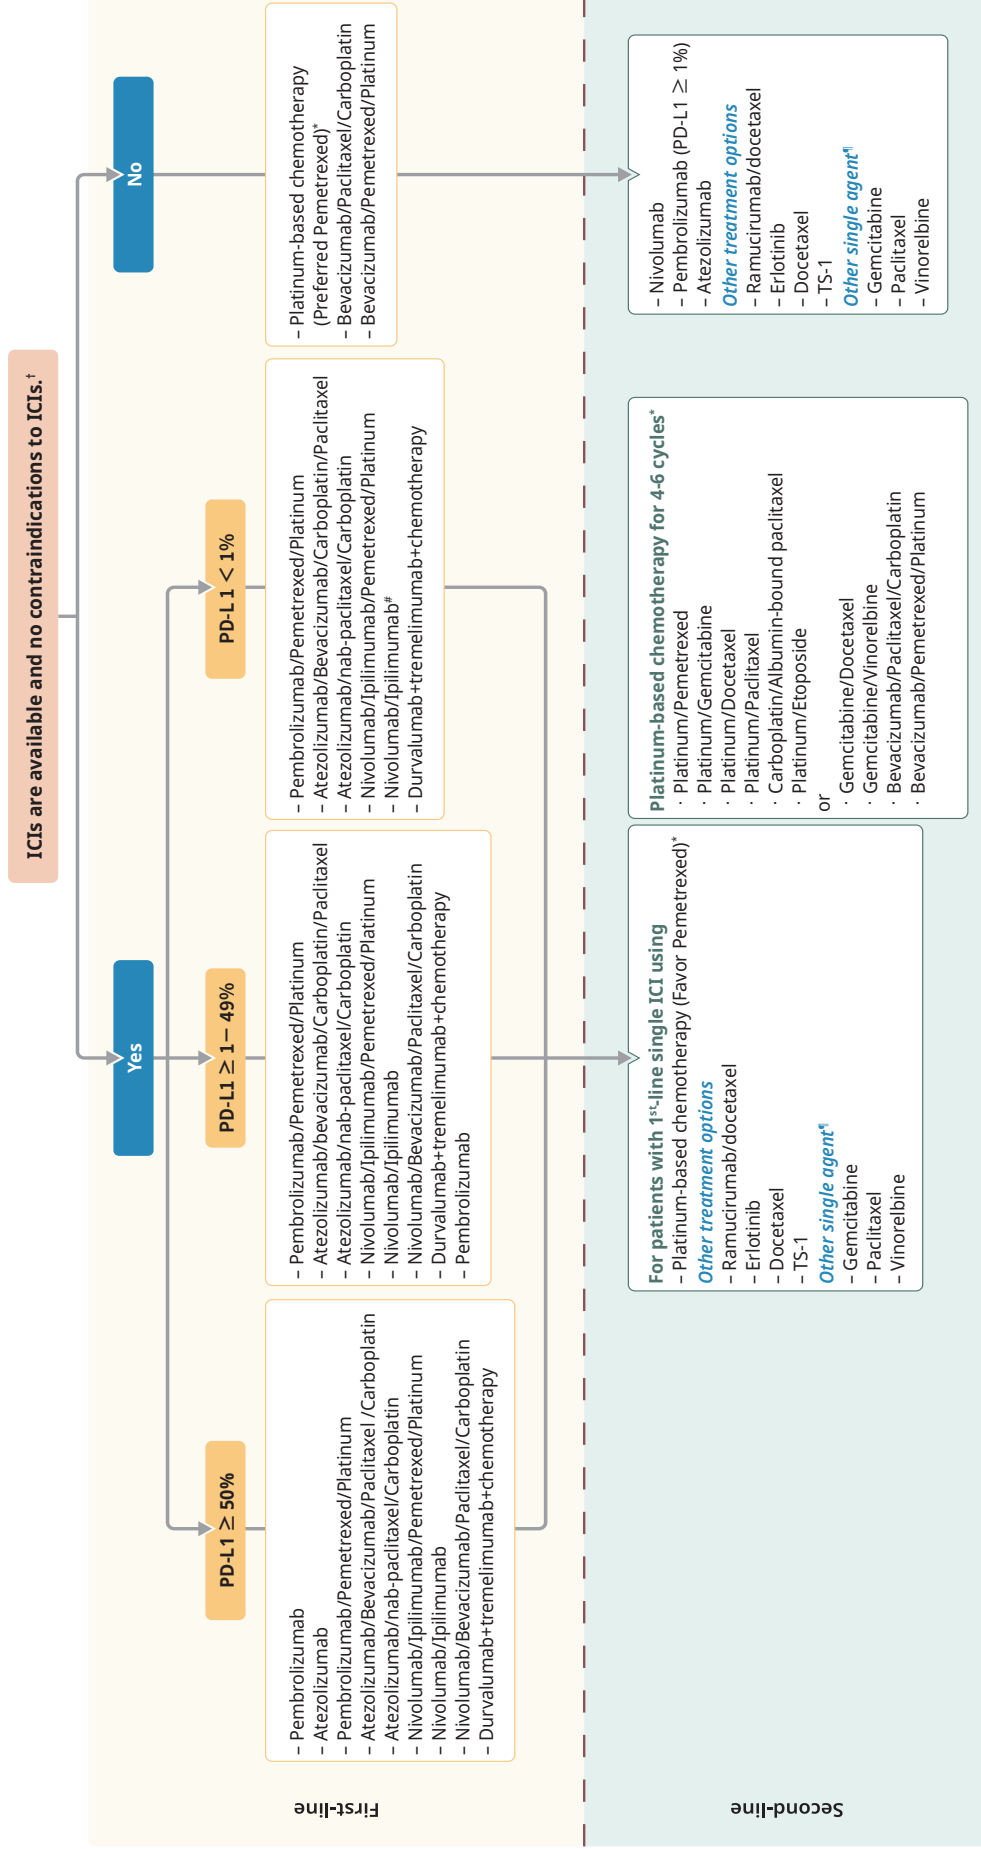 ICIs are available and no contraindications to ICIs.†
Yes
No
First-line
PD-L1 ≥ 50%
– Pembrolizumab
– Atezolizumab
– Pembrolizumab/Pemetrexed/Platinum
– Atezolizumab/Bevacizumab/Paclitaxel /Carboplatin
– Atezolizumab/nab-paclitaxel/Carboplatin
– Nivolumab/Ipilimumab/Pemetrexed/Platinum
– Nivolumab/Ipilimumab
– Nivolumab/Bevacizumab/Paclitaxel/Carboplatin
– Durvalumab+tremelimumab+chemotherapy
PD-L1 ≥ 1– 49%
– Pembrolizumab/Pemetrexed/Platinum
– Atezolizumab/bevacizumab/Carboplatin/Paclitaxel
– Atezolizumab/nab-paclitaxel/Carboplatin
– Nivolumab/Ipilimumab/Pemetrexed/Platinum
– Nivolumab/Ipilimumab
– Nivolumab/Bevacizumab/Paclitaxel/Carboplatin
– Durvalumab+tremelimumab+chemotherapy
– Pembrolizumab
PD-L1 < 1%
– Pembrolizumab/Pemetrexed/Platinum
– Atezolizumab/Bevacizumab/Carboplatin/Paclitaxel
– Atezolizumab/nab-paclitaxel/Carboplatin
– Nivolumab/Ipilimumab/Pemetrexed/Platinum
– Nivolumab/Ipilimumab#
– Durvalumab+tremelimumab+chemotherapy
– Platinum-based chemotherapy
(Preferred Pemetrexed)*
– Bevacizumab/Paclitaxel/Carboplatin
– Bevacizumab/Pemetrexed/Platinum
Second-line
For patients with 1st-line single ICI using
– Platinum-based chemotherapy (Favor Pemetrexed)*
Other treatment options
– Ramucirumab/docetaxel
– Erlotinib
– Docetaxel
– TS-1
Other single agent¶
– Gemcitabine
– Paclitaxel
– Vinorelbine
Platinum-based chemotherapy for 4-6 cycles*
· Platinum/Pemetrexed
· Platinum/Gemcitabine
· Platinum/Docetaxel
· Platinum/Paclitaxel
· Carboplatin/Albumin-bound paclitaxel
· Platinum/Etoposide
or
· Gemcitabine/Docetaxel
· Gemcitabine/Vinorelbine
· Bevacizumab/Paclitaxel/Carboplatin
· Bevacizumab/Pemetrexed/Platinum
– Nivolumab
– Pembrolizumab (PD-L1 ≥ 1%)
– Atezolizumab
Other treatment options
– Ramucirumab/docetaxel
– Erlotinib
– Docetaxel
– TS-1
Other single agent¶
– Gemcitabine
– Paclitaxel
– Vinorelbine